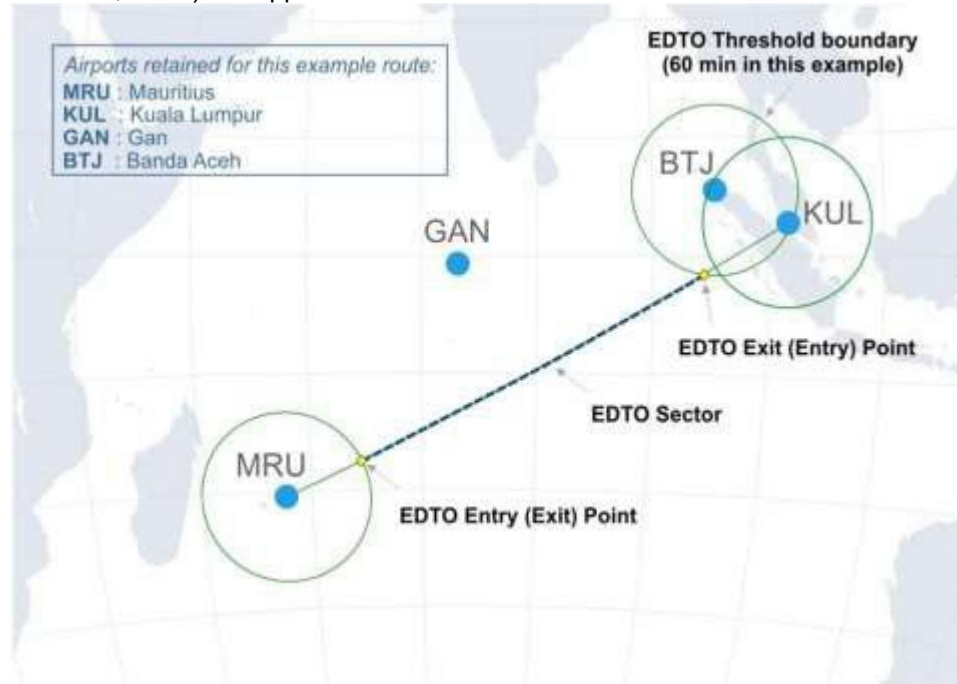 EDTO Threshold boundary
(60 min in this example)
Airports retained for this example route:
MRU : Mauritius
KUL : Kuala Lumpur
GAN : Gan
BTJ : Banda Aceh
BTJ
KUL
GAN
EDTO Exit (Entry) Point
EDTO Sector
MRU
EDTO Entry (Exit) Point